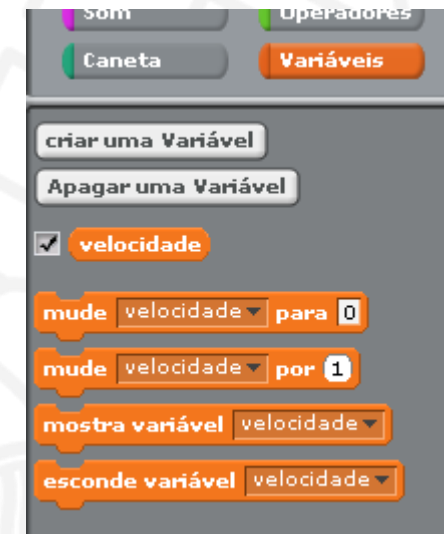 Som Operadores
Caneta Variáveis
criar uma Variável
Apagar uma Variável
velocidade
mude velocidade para 0
mude velocidade por 1
mostra variável velocidade
esconde variável velocidade